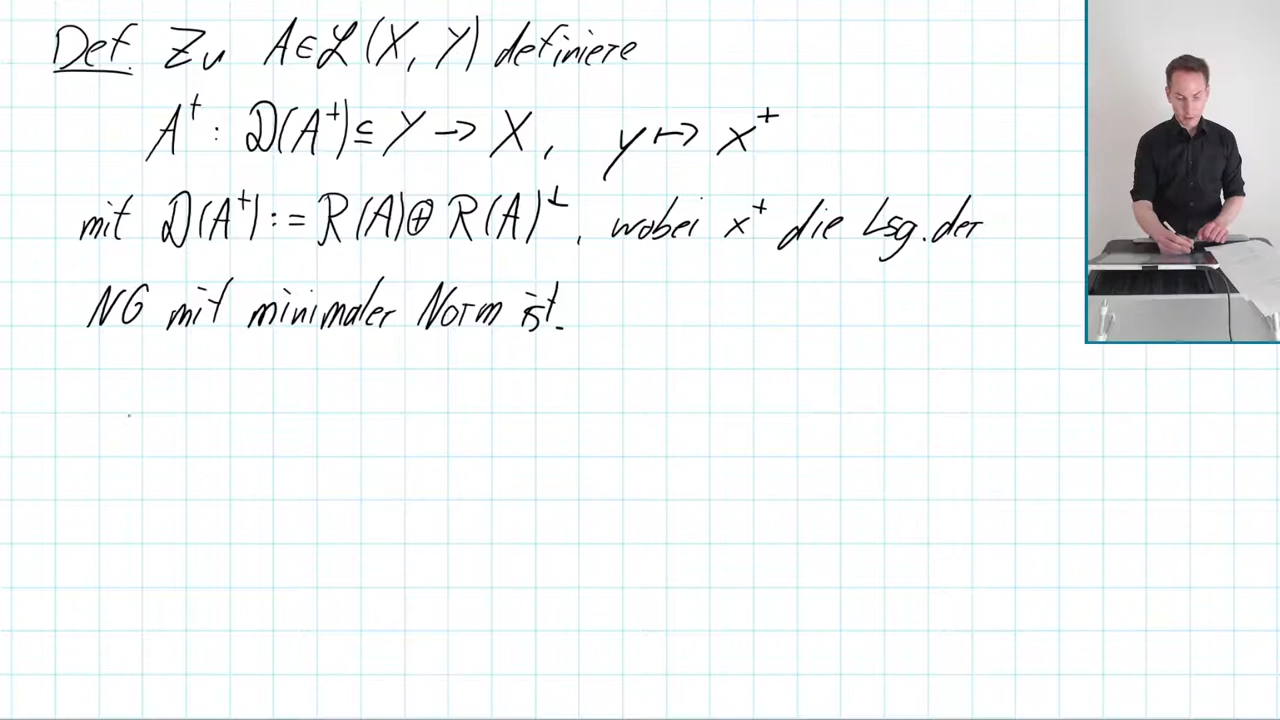 Def. Zu A∈ℒ(X, Y) definiere
A⁺ : 𝒟(A⁺) ⊆ Y → X, y ↦ x⁺
mit 𝒟(A⁺) := ℛ(A) ⊕ ℛ(A)^⊥, wobei x⁺ die Lsg. der
NG mit minimaler Norm ist.